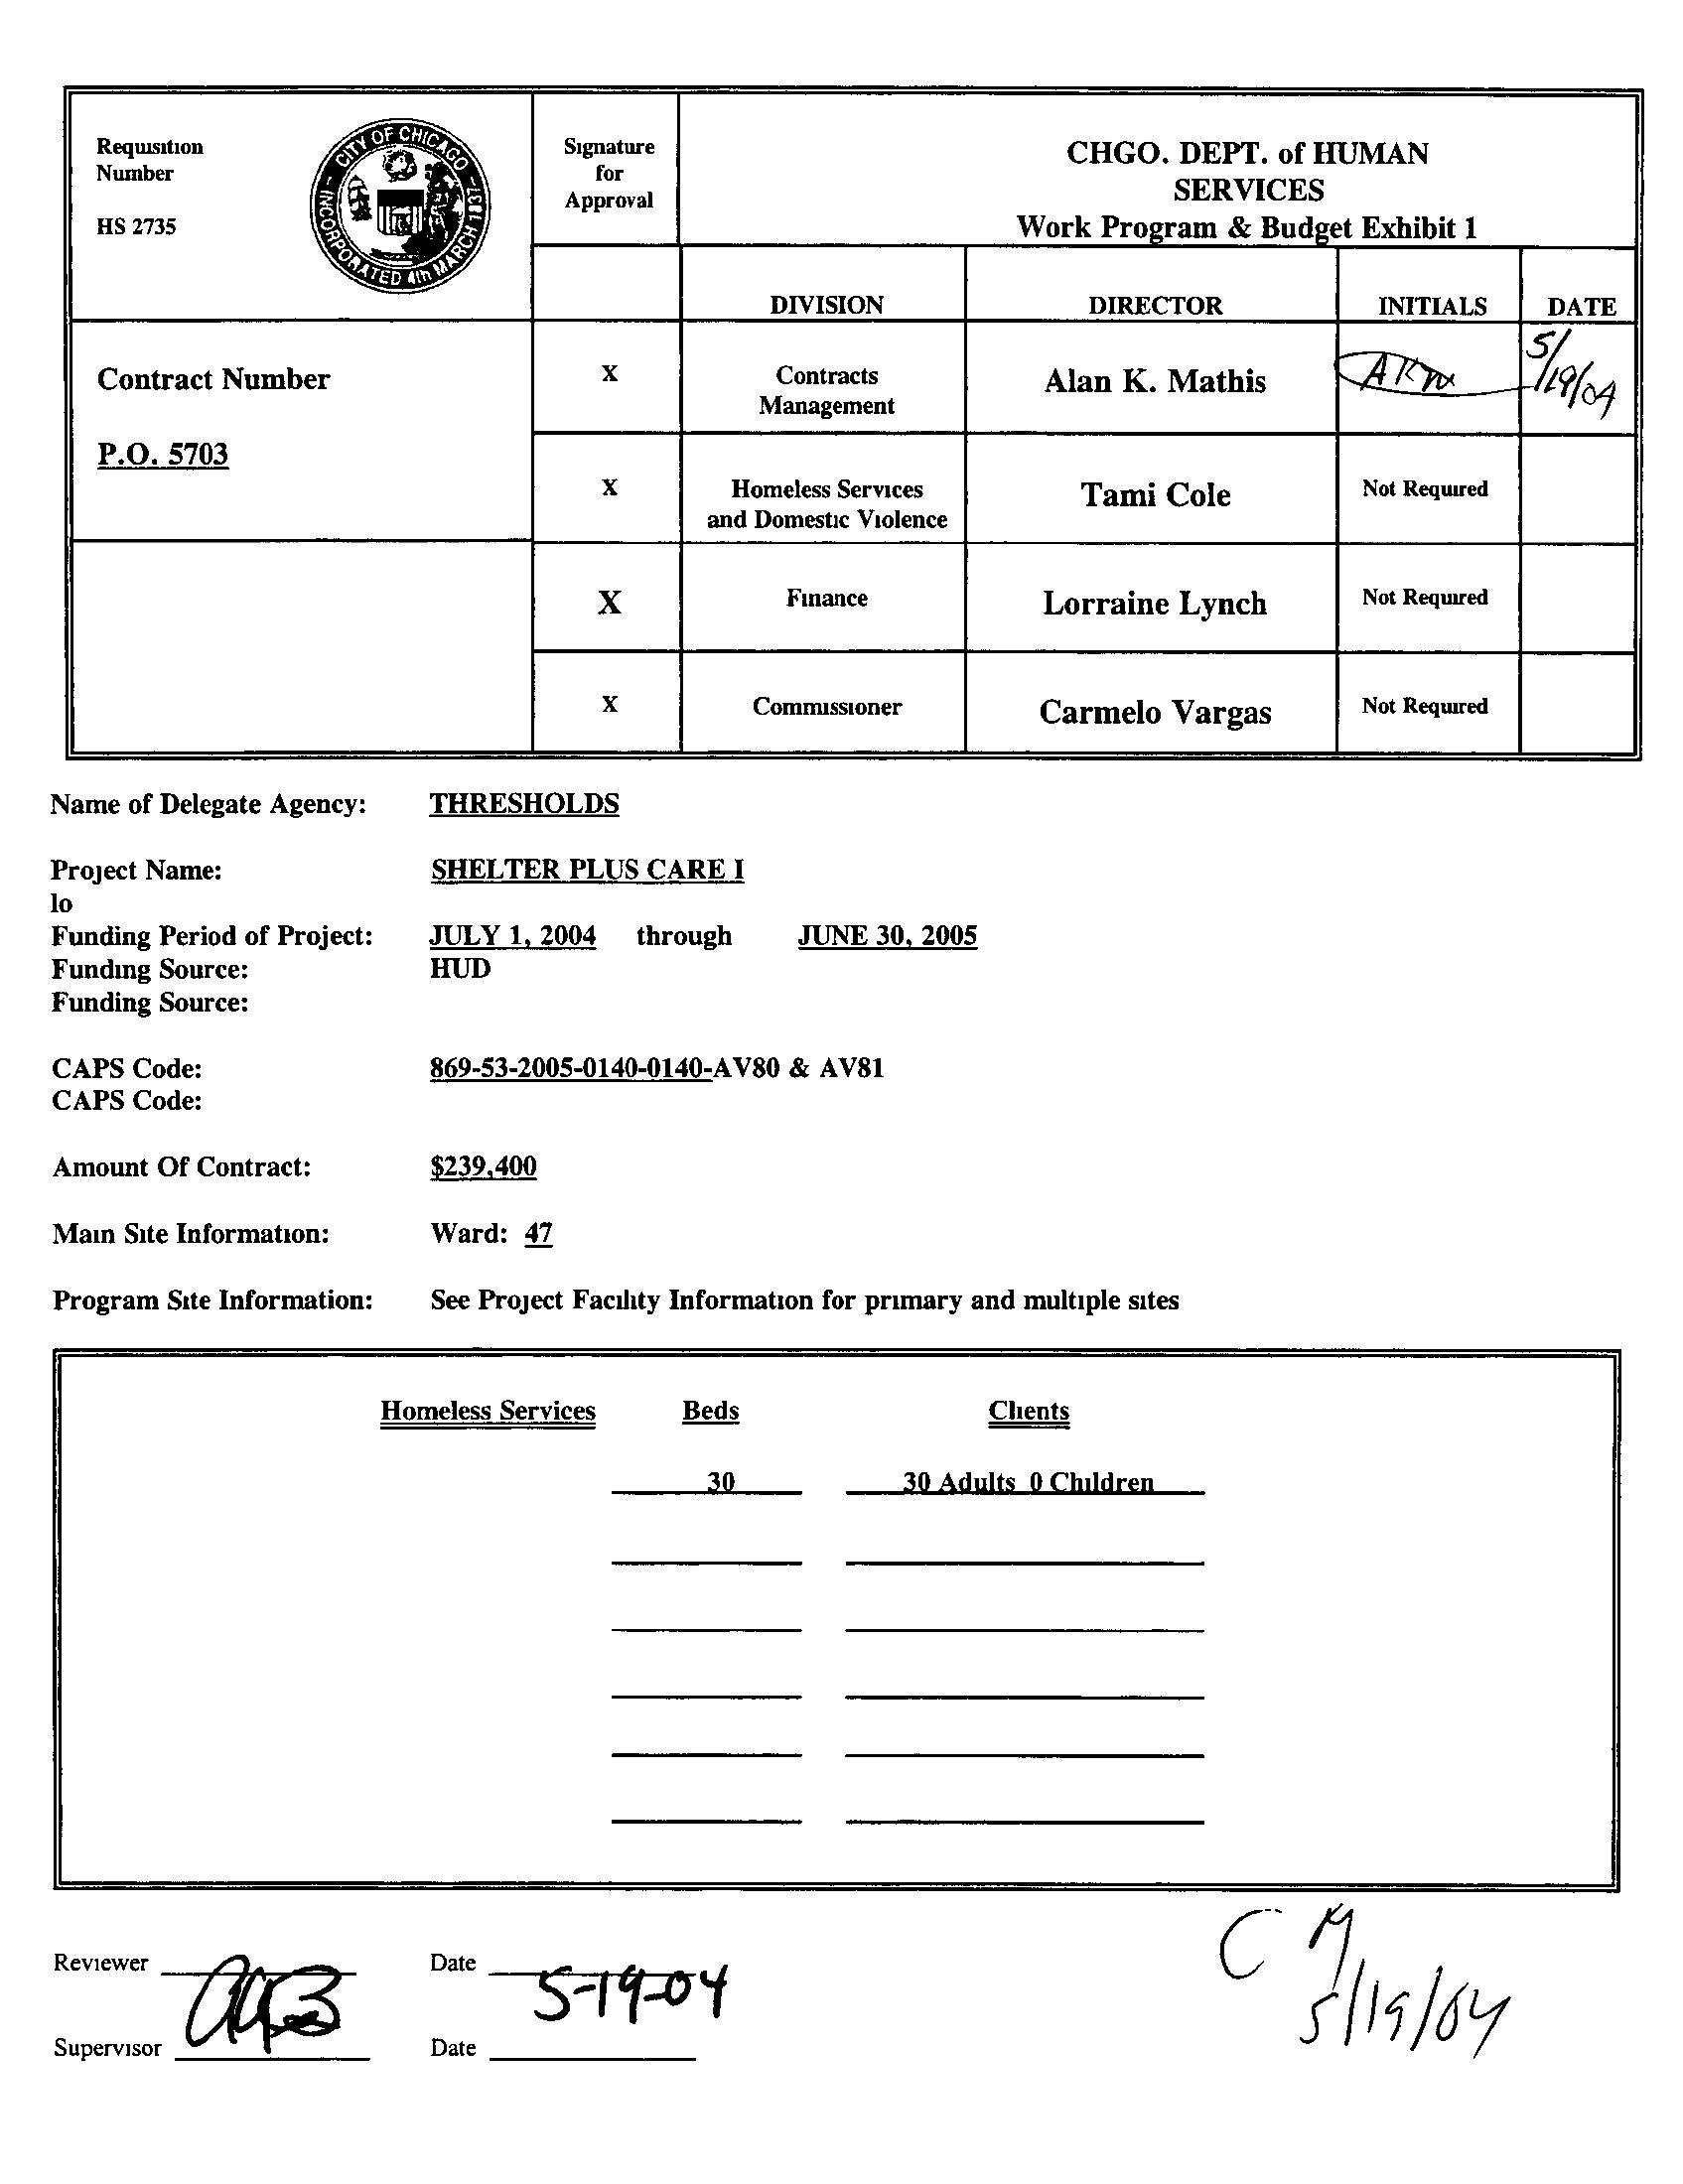 Requisition
Number
HS 2735
CITY OF CHICAGO
INCORPORATED 4th MARCH 1837
Signature
for
Approval
CHGO. DEPT. of HUMAN
SERVICES
Work Program & Budget Exhibit 1
DIVISION DIRECTOR INITIALS DATE
Contract Number
P.O. 5703
X Contracts Management Alan K. Mathis AKM 5/19/04
X Homeless Services and Domestic Violence Tami Cole Not Required
X Finance Lorraine Lynch Not Required
X Commissioner Carmelo Vargas Not Required
Name of Delegate Agency: THRESHOLDS
Project Name: SHELTER PLUS CARE I
lo
Funding Period of Project: JULY 1, 2004 through JUNE 30, 2005
Funding Source: HUD
Funding Source:
CAPS Code: 869-53-2005-0140-0140-AV80 & AV81
CAPS Code:
Amount Of Contract: $239,400
Main Site Information: Ward: 47
Program Site Information: See Project Facility Information for primary and multiple sites
Homeless Services Beds Clients
30 30 Adults 0 Children
Reviewer Date 5-19-04
Supervisor Date
CM
5/19/04